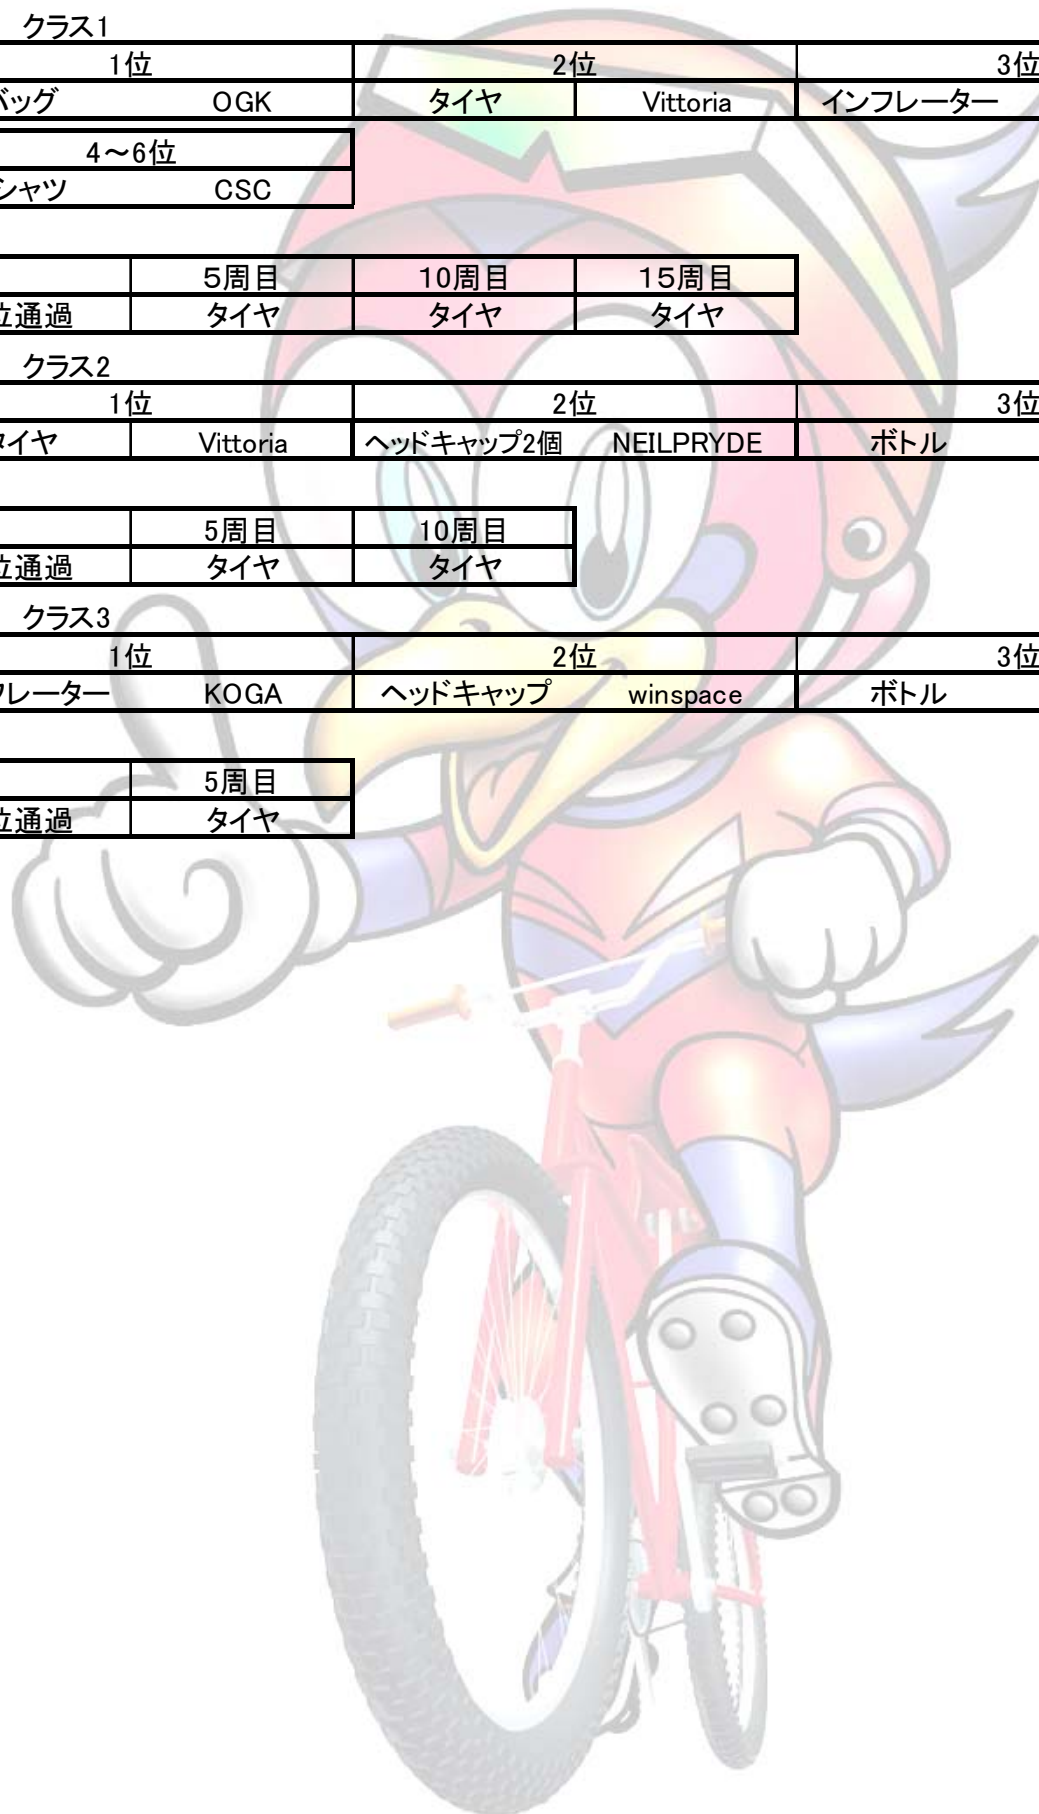 クラス1
1位 2位 3位
バッグ OGK タイヤ Vittoria インフレーター
4～6位
シャツ CSC
5周目 10周目 15周目
位通過 タイヤ タイヤ タイヤ
クラス2
1位 2位 3位
タイヤ Vittoria ヘッドキャップ2個 NEILPRYDE ボトル
5周目 10周目
位通過 タイヤ タイヤ
クラス3
1位 2位 3位
フレーター KOGA ヘッドキャップ winspace ボトル
5周目
位通過 タイヤ